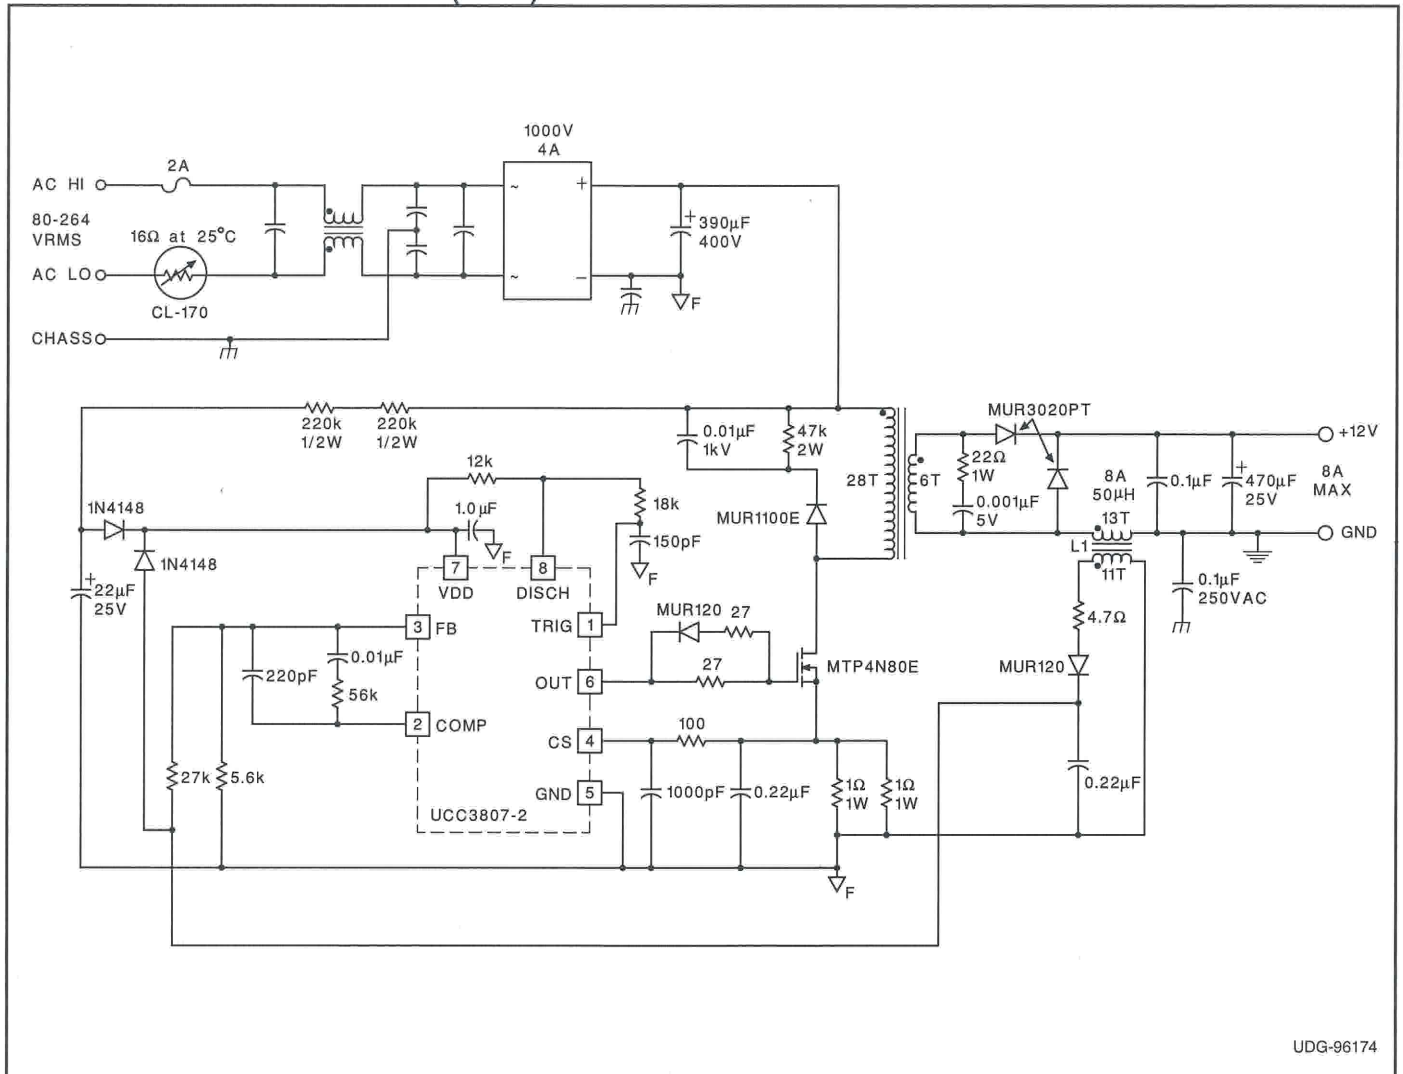 1000V
4A
2A
AC HI
~
+
80-264
VRMS
16Ω at 25°C
+
390µF
400V
AC LO
~
–
CL-170
F
CHASS
220k
1/2W
220k
1/2W
0.01µF
1kV
47k
2W
MUR3020PT
+12V
12k
28T
6T
22Ω
1W
8A
50µH
13T
0.1µF
+
470µF
25V
8A
MAX
1N4148
1.0µF
18k
MUR1100E
0.001µF
5V
F
150pF
L1
GND
1N4148
F
11T
+
22µF
25V
7
8
VDD
DISCH
0.1µF
250VAC
3
FB
TRIG
1
MUR120
27
4.7Ω
0.01µF
220pF
56k
OUT
6
27
MTP4N80E
MUR120
2
COMP
100
CS
4
27k
5.6k
GND
5
1000pF
0.22µF
1Ω
1W
1Ω
1W
0.22µF
UCC3807-2
F
UDG-96174